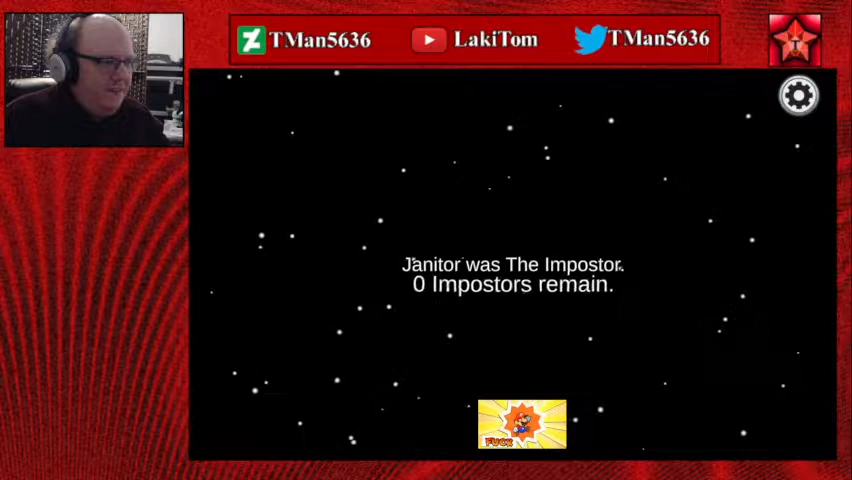 TMan5636
LakiTom
TMan5636
Janitor was The Impostor.
0 Impostors remain.
FUCK